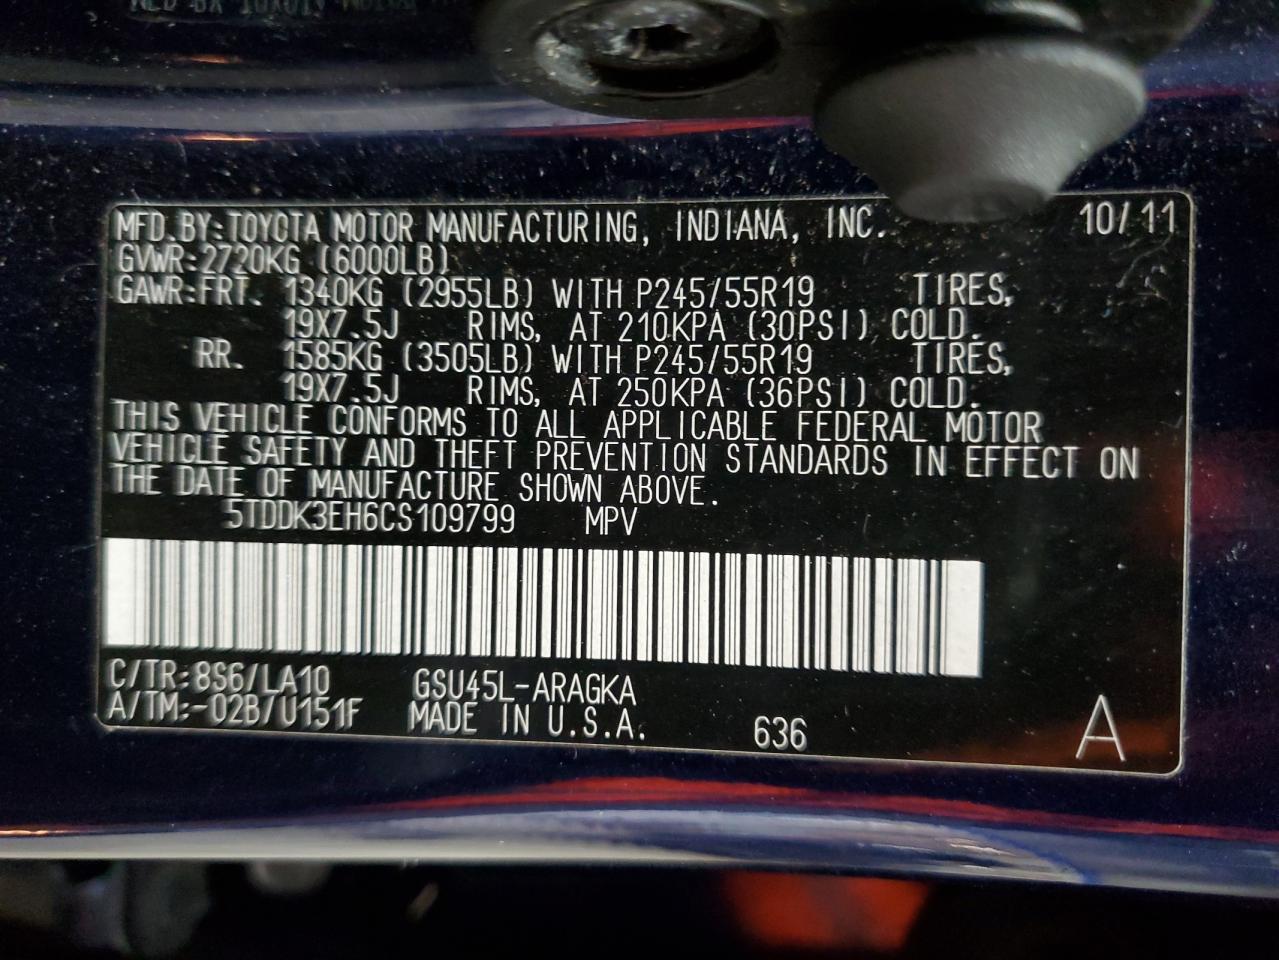 MFD.BY:TOYOTA MOTOR MANUFACTURING, INDIANA, INC. 10/11
GVWR:2720KG (6000LB)
GAWR:FRT. 1340KG (2955LB) WITH P245/55R19 TIRES,
19X7.5J RIMS, AT 210KPA (30PSI) COLD.
RR. 1585KG (3505LB) WITH P245/55R19 TIRES,
19X7.5J RIMS, AT 250KPA (36PSI) COLD.
THIS VEHICLE CONFORMS TO ALL APPLICABLE FEDERAL MOTOR
VEHICLE SAFETY AND THEFT PREVENTION STANDARDS IN EFFECT ON
THE DATE OF MANUFACTURE SHOWN ABOVE.
5TDDK3EH6CS109799 MPV
C/TR:8S6/LA10 GSU45L-ARAGKA
A/TM:-02B/U151F MADE IN U.S.A. 636 A